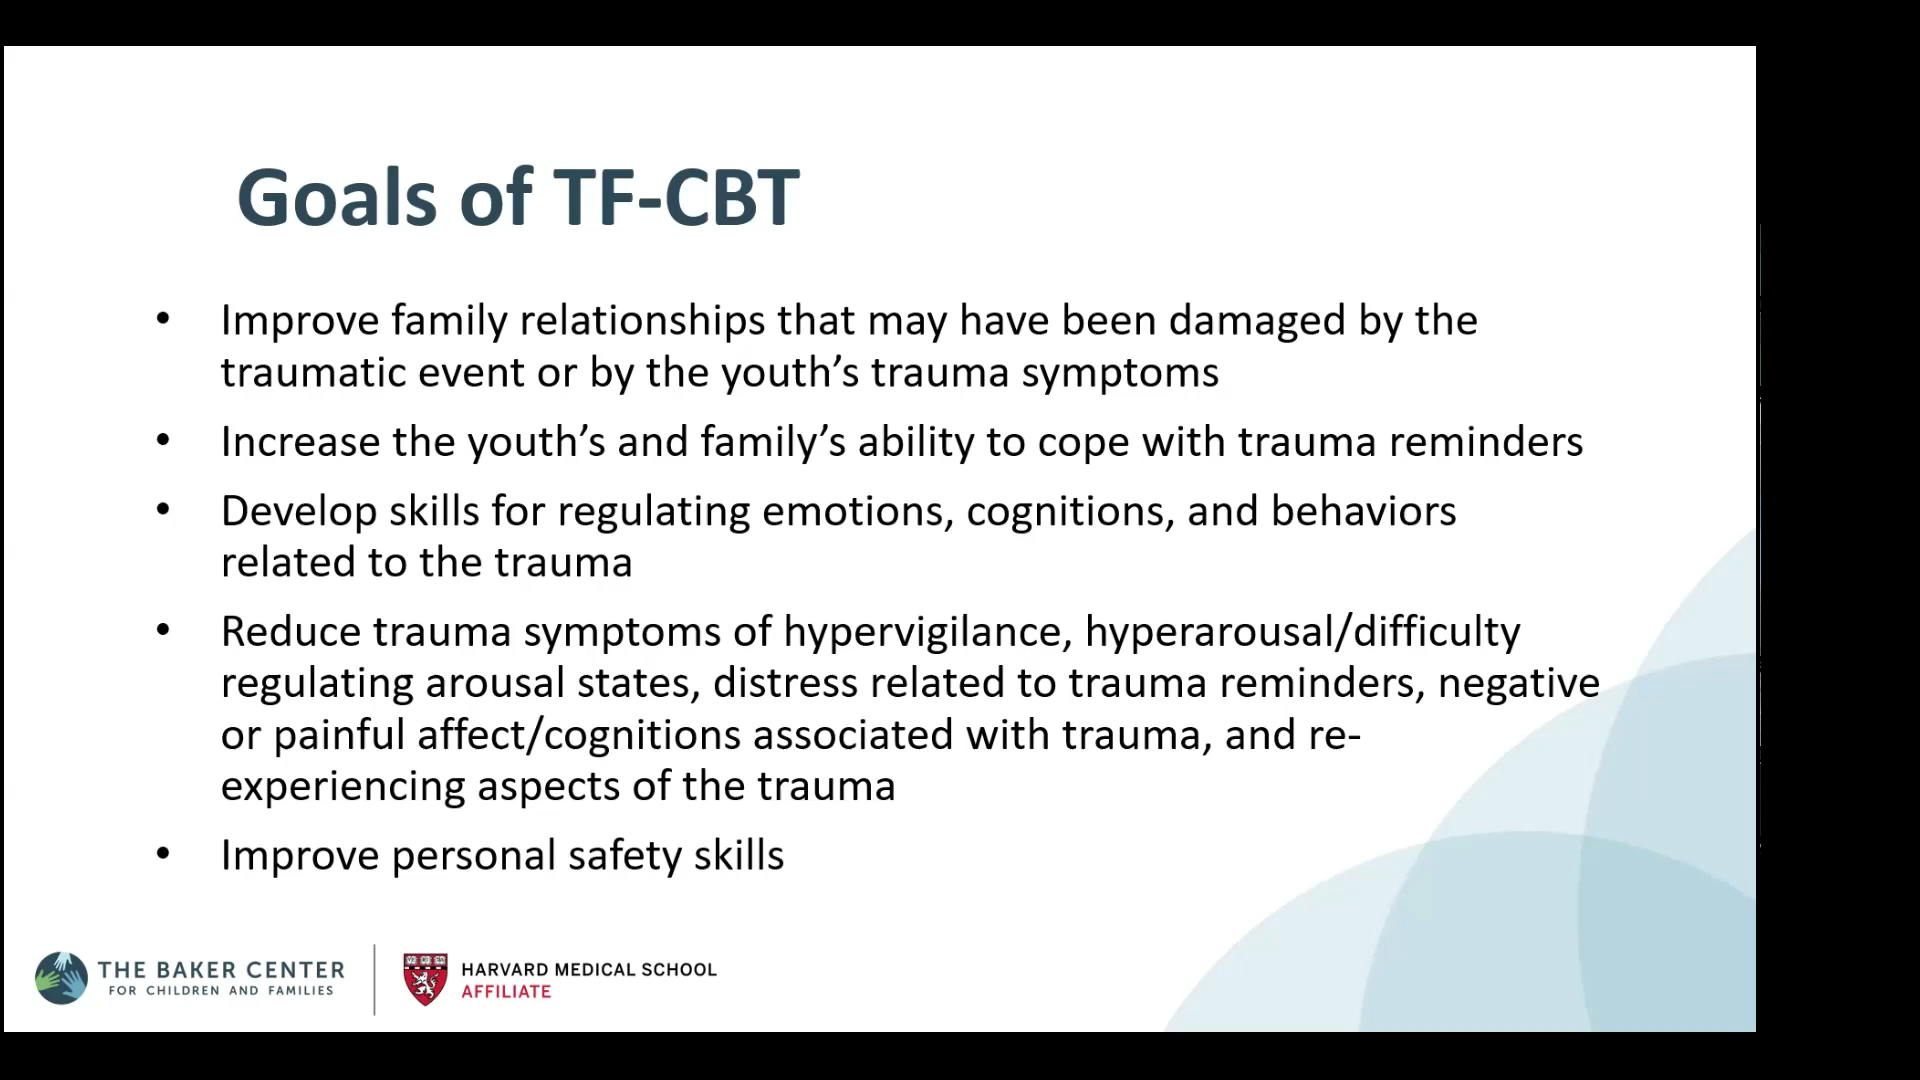 Goals of TF-CBT
• Improve family relationships that may have been damaged by the
traumatic event or by the youth’s trauma symptoms
• Increase the youth’s and family’s ability to cope with trauma reminders
• Develop skills for regulating emotions, cognitions, and behaviors
related to the trauma
• Reduce trauma symptoms of hypervigilance, hyperarousal/difficulty
regulating arousal states, distress related to trauma reminders, negative
or painful affect/cognitions associated with trauma, and re-
experiencing aspects of the trauma
• Improve personal safety skills
THE BAKER CENTER
FOR CHILDREN AND FAMILIES
HARVARD MEDICAL SCHOOL
AFFILIATE